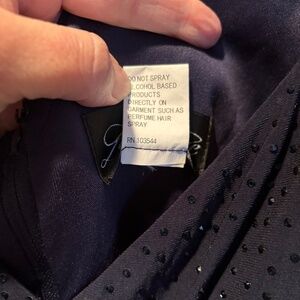 DO NOT SPRAY
ALCOHOL BASED
PRODUCTS
DIRECTLY ON
GARMENT SUCH AS
PERFUME HAIR
SPRAY
RN 103544